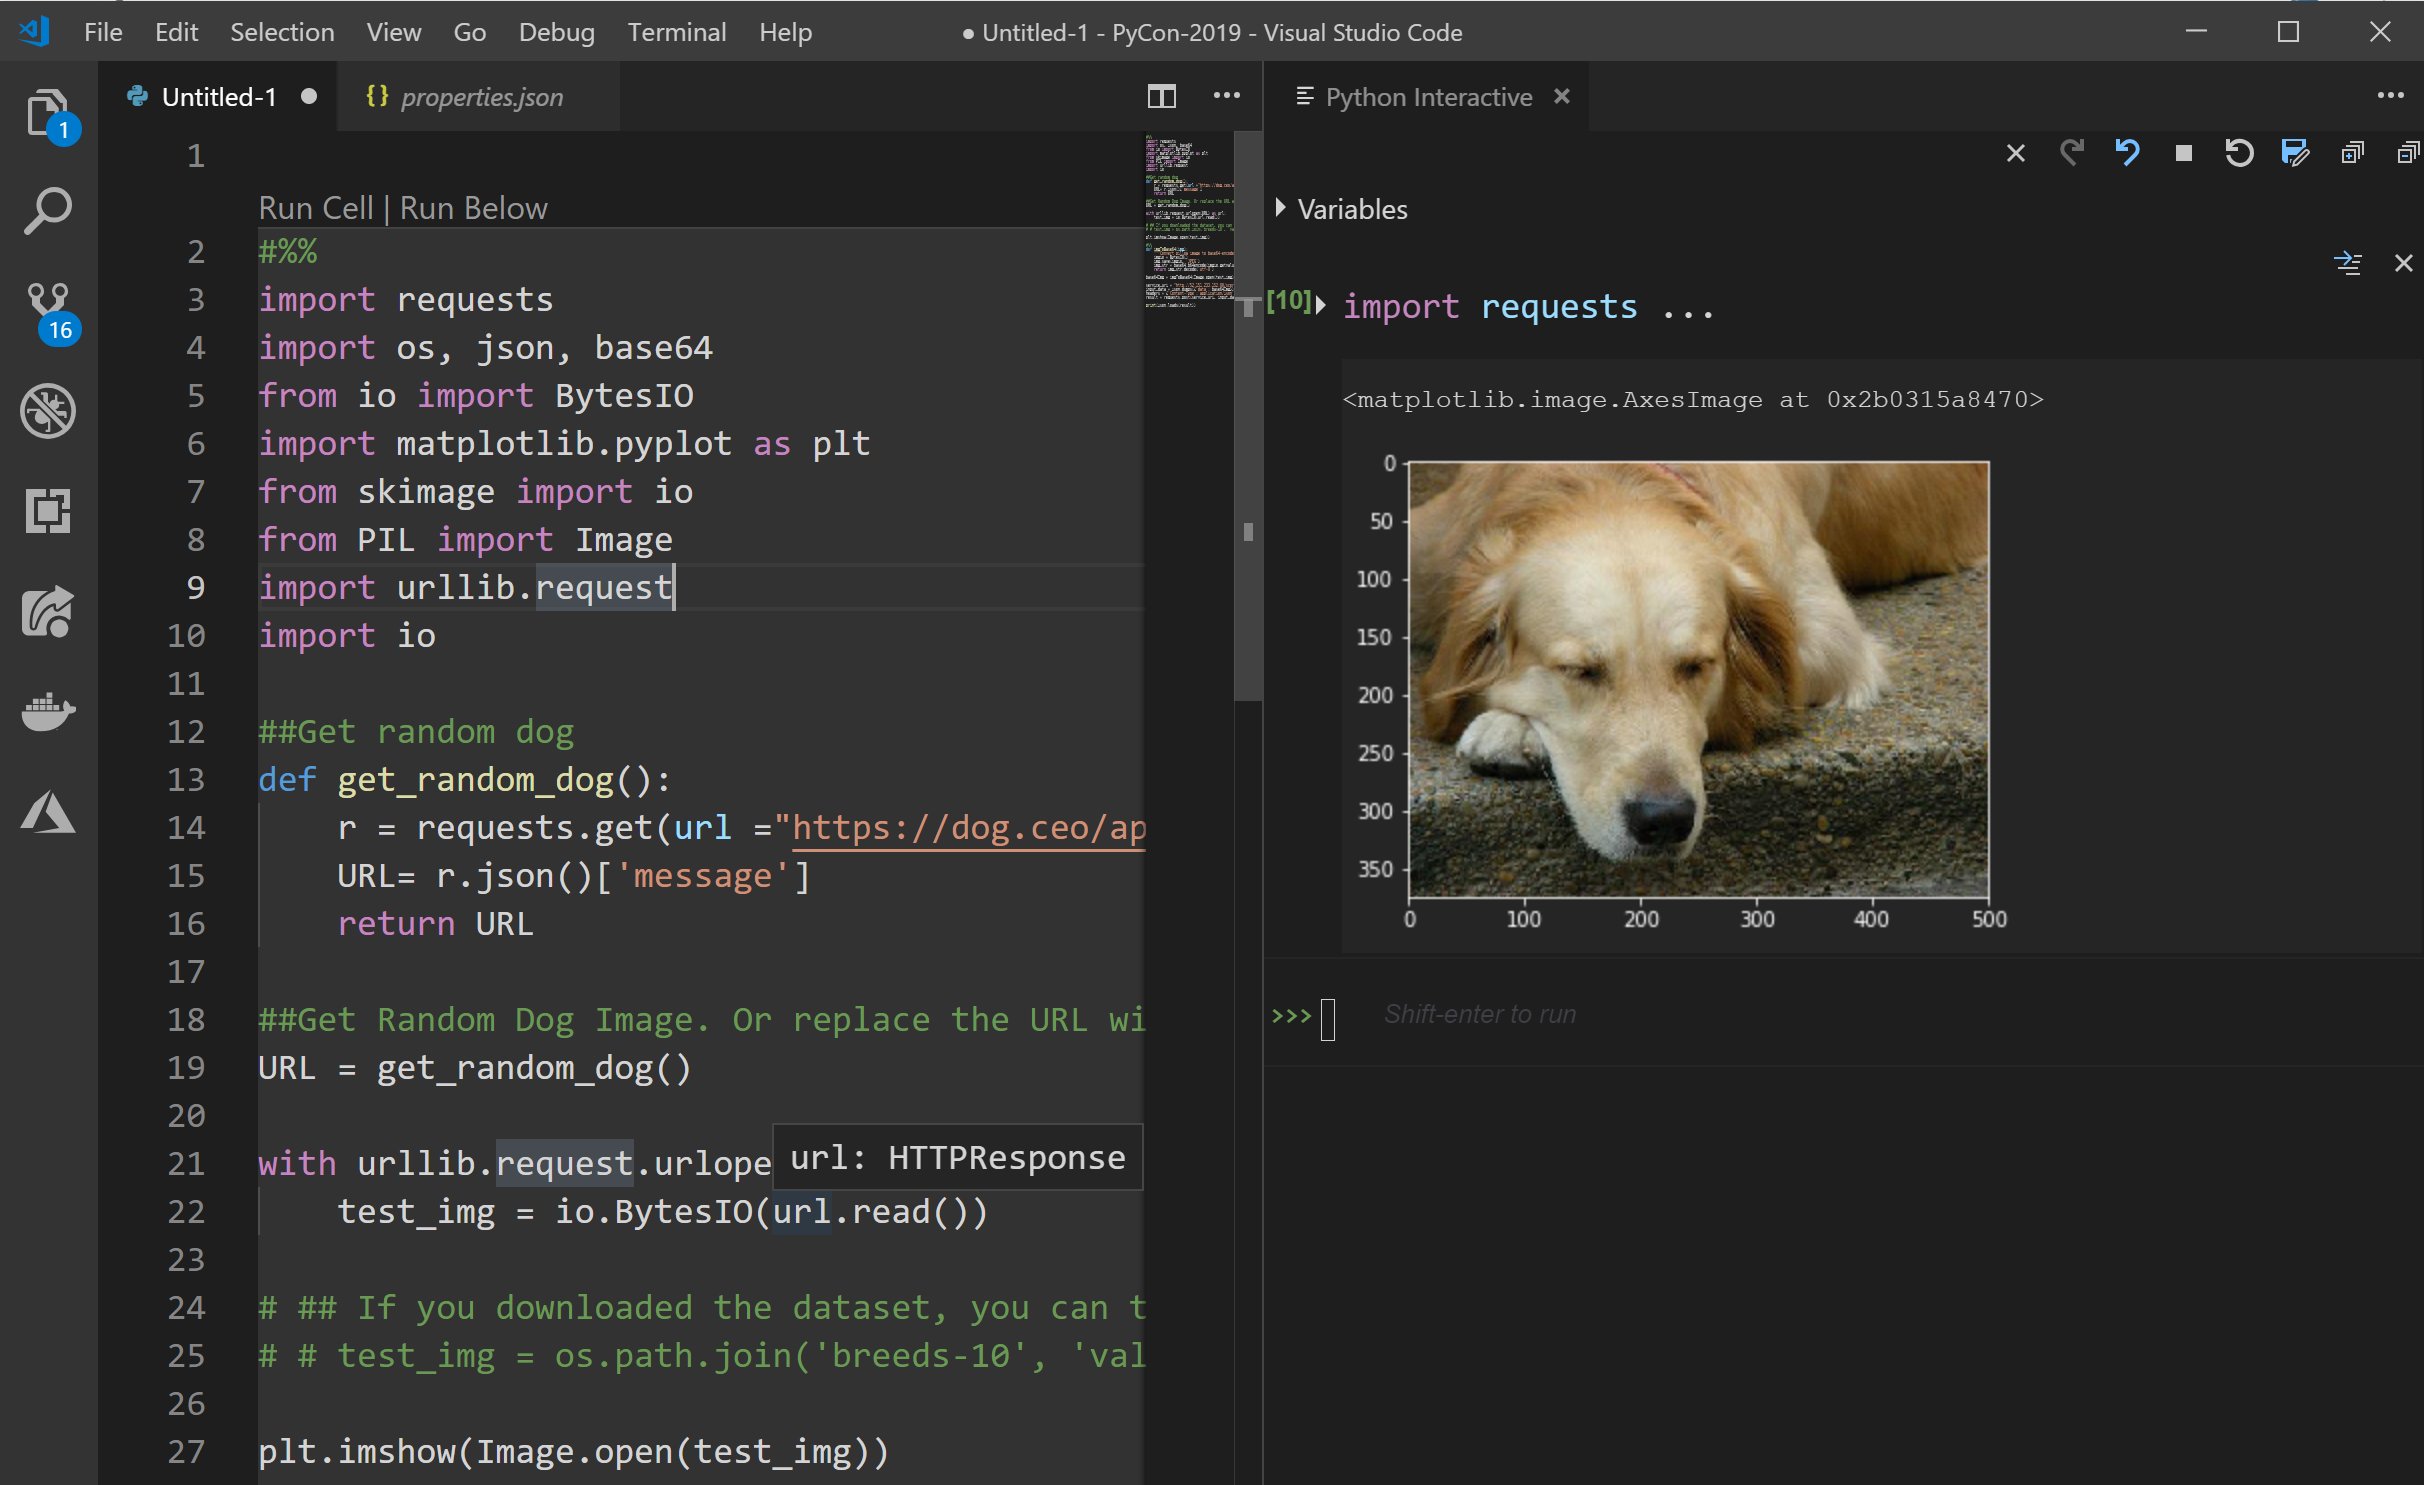 File Edit Selection View Go Debug Terminal Help
● Untitled-1 - PyCon-2019 - Visual Studio Code
1
16
Untitled-1
{} properties.json
1
Run Cell | Run Below
2 #%%
3 import requests
4 import os, json, base64
5 from io import BytesIO
6 import matplotlib.pyplot as plt
7 from skimage import io
8 from PIL import Image
9 import urllib.request
10 import io
11
12 ##Get random dog
13 def get_random_dog():
14 r = requests.get(url ="https://dog.ceo/ap
15 URL= r.json()['message']
16 return URL
17
18 ##Get Random Dog Image. Or replace the URL wi
19 URL = get_random_dog()
20
21 with urllib.request.urlope
url: HTTPResponse
22 test_img = io.BytesIO(url.read())
23
24 # ## If you downloaded the dataset, you can t
25 # # test_img = os.path.join('breeds-10', 'val
26
27 plt.imshow(Image.open(test_img))
Python Interactive
Variables
[10] import requests ...
<matplotlib.image.AxesImage at 0x2b0315a8470>
0
50
100
150
200
250
300
350
0 100 200 300 400 500
>>> Shift-enter to run